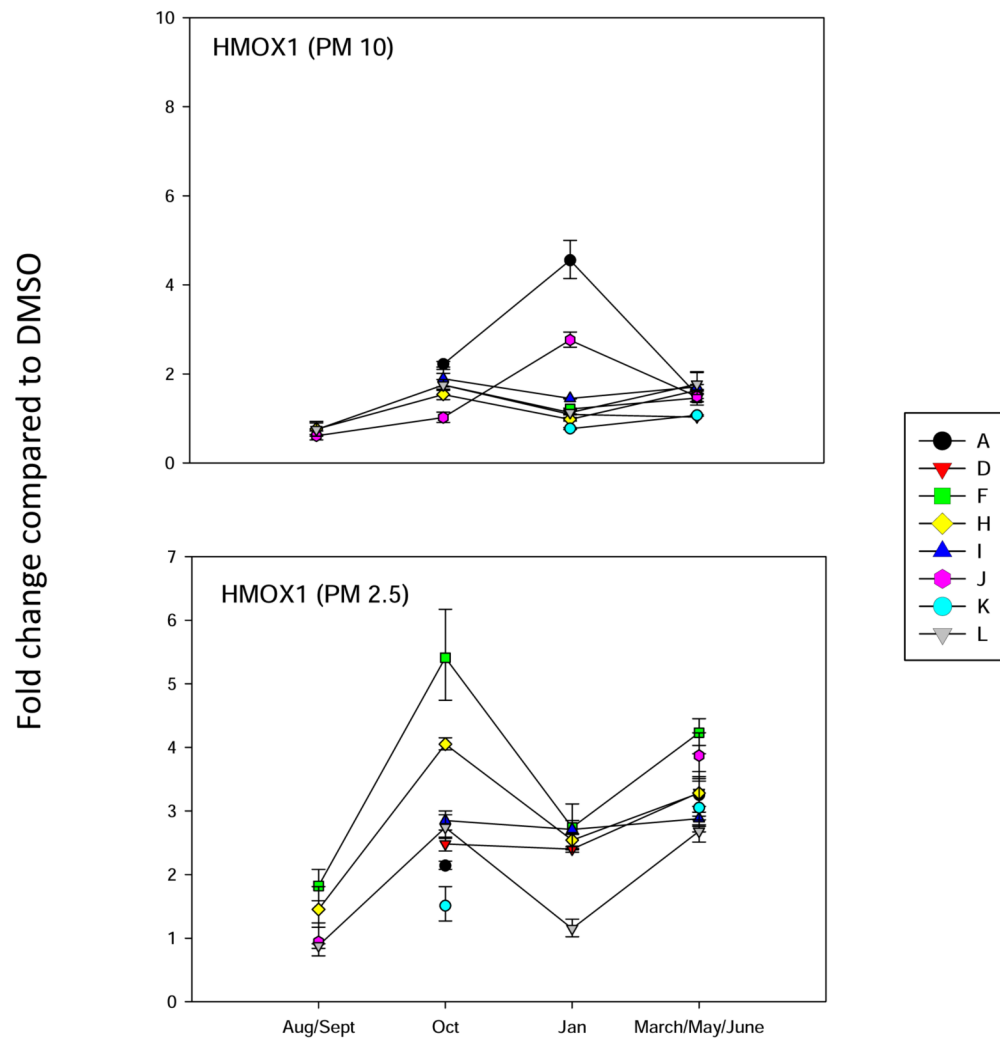 Fold change compared to DMSO
HMOX1 (PM 10)
10
8
6
4
2
0
HMOX1 (PM 2.5)
7
6
5
4
3
2
1
0
Aug/Sept Oct Jan March/May/June
A
D
F
H
I
J
K
L